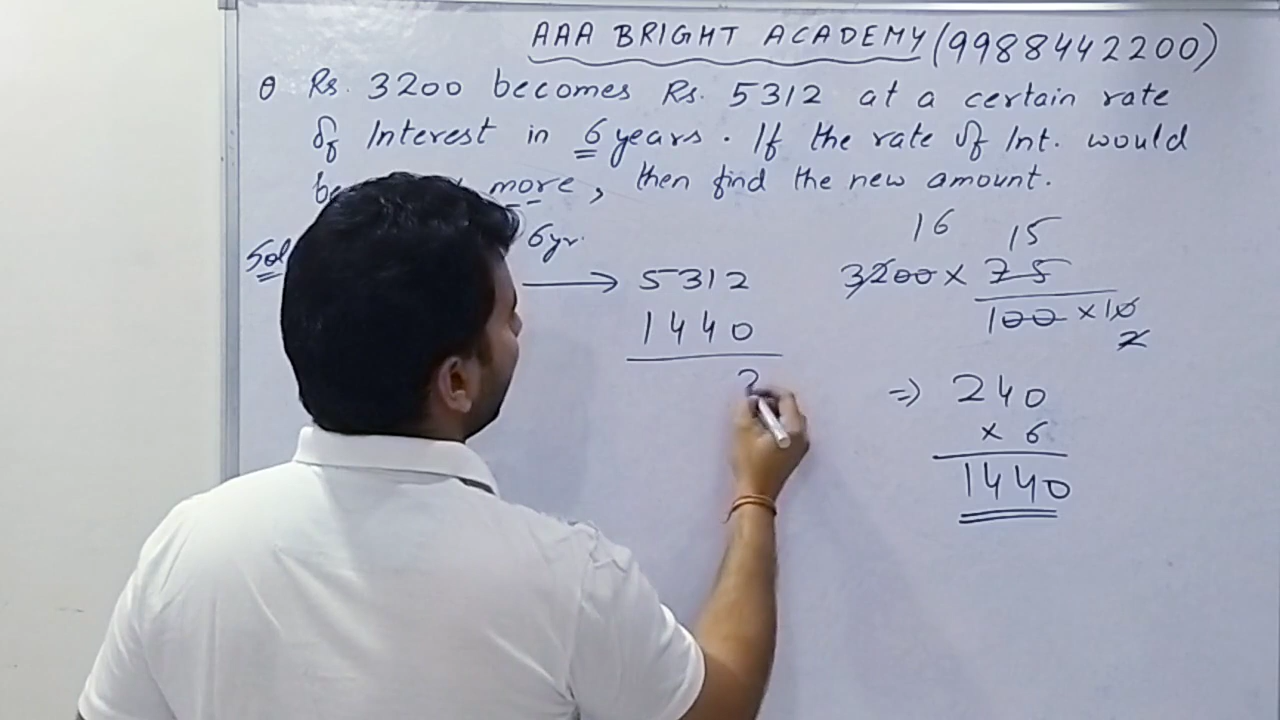 AAA BRIGHT ACADEMY (9988442200)
Q Rs. 3200 becomes Rs. 5312 at a certain rate
of Interest in 6 years. If the rate of Int. would
be more, then find the new amount.
Sol
6yr.
→ 5312
1440
2
16 15
3200 × 75
100 × 10
2
⇒ 240
× 6
1440